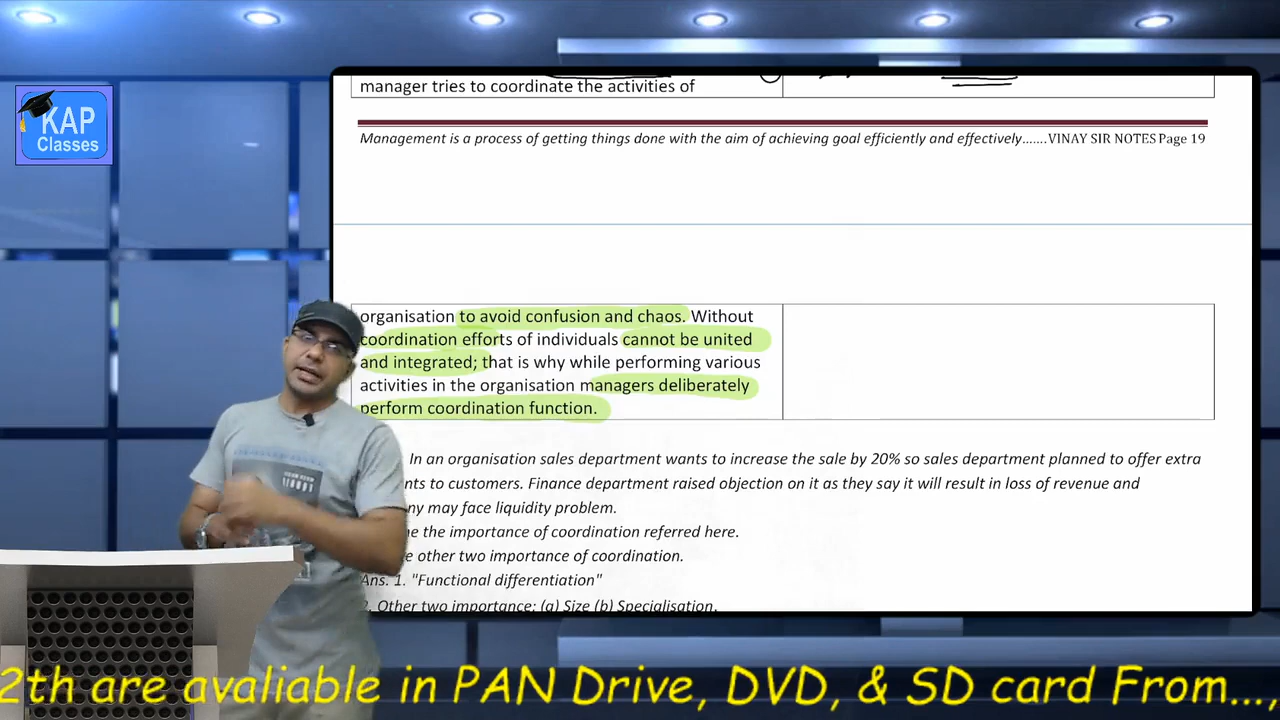 KAP
Classes
manager tries to coordinate the activities of
Management is a process of getting things done with the aim of achieving goal efficiently and effectively.......VINAY SIR NOTES Page 19
organisation to avoid confusion and chaos. Without
coordination efforts of individuals cannot be united
and integrated; that is why while performing various
activities in the organisation managers deliberately
perform coordination function.
In an organisation sales department wants to increase the sale by 20% so sales department planned to offer extra
to customers. Finance department raised objection on it as they say it will result in loss of revenue and
may face liquidity problem.
the importance of coordination referred here.
other two importance of coordination.
Ans. 1. "Functional differentiation"
2. Other two importance: (a) Size (b) Specialisation.
2th are avaliable in PAN Drive, DVD, & SD card From...,